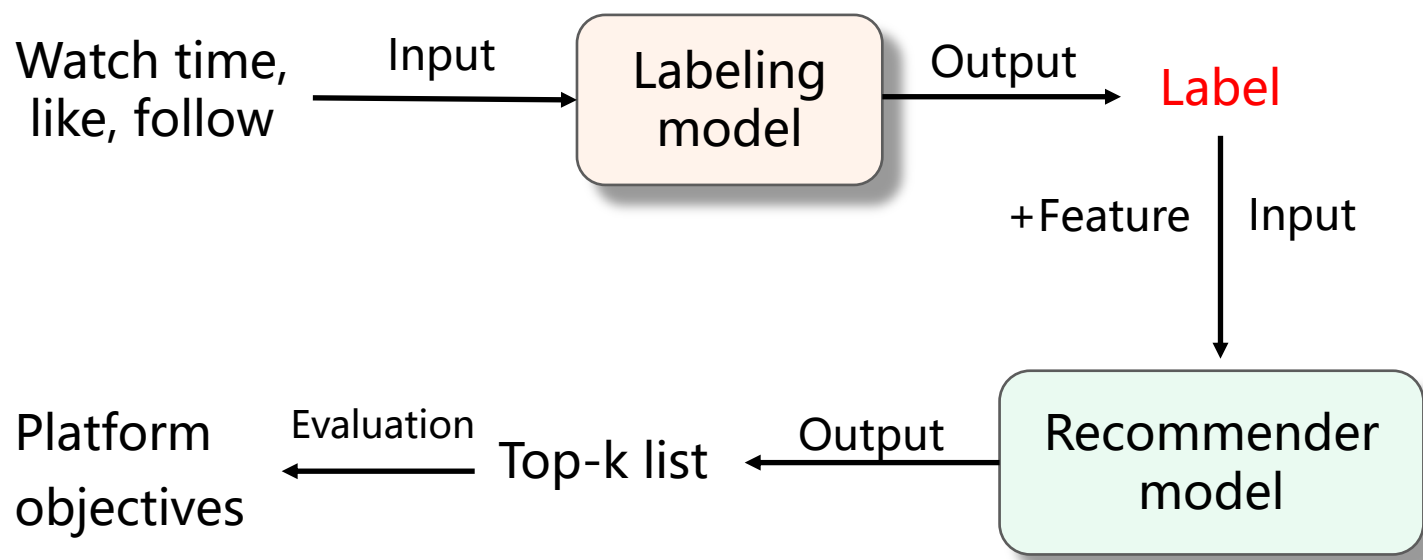 Watch time,
like, follow
Input
Labeling
model
Output
Label
+Feature
Input
Recommender
model
Output
Top-k list
Evaluation
Platform
objectives